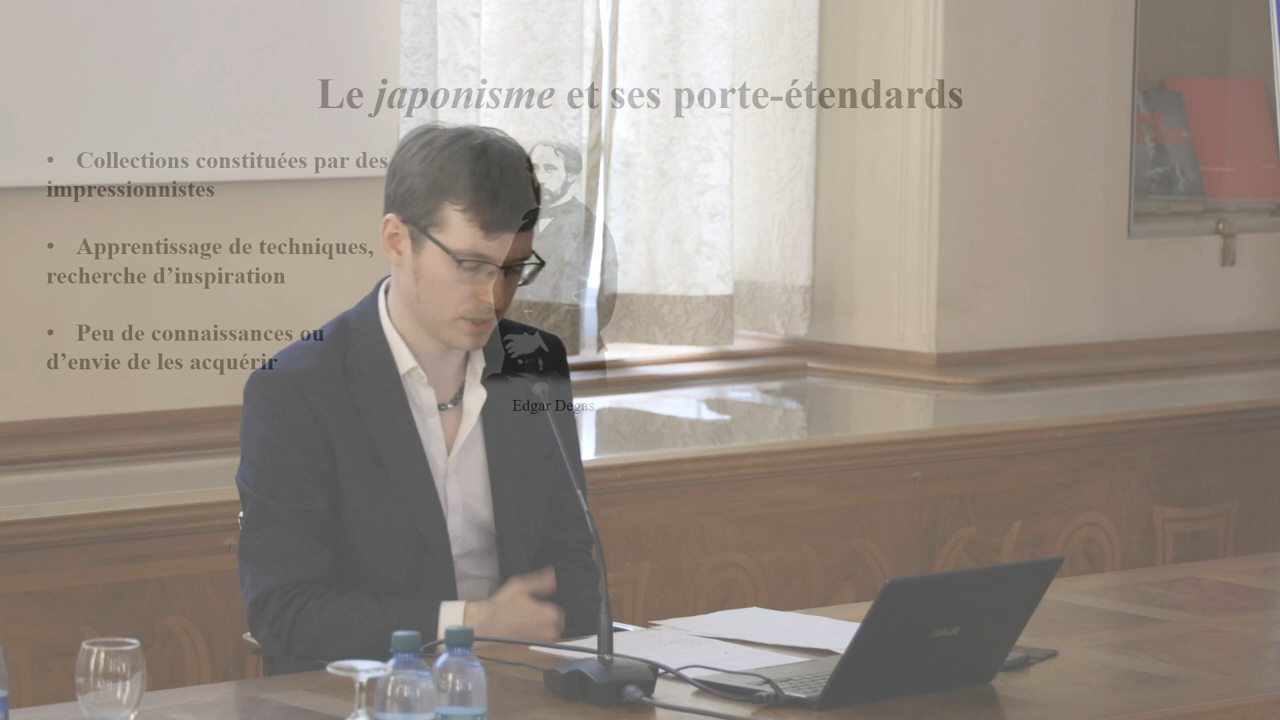 Le japonisme et ses porte-étendards
• Collections constituées par des
impressionnistes
• Apprentissage de techniques,
recherche d’inspiration
• Peu de connaissances ou
d’envie de les acquérir
Edgar Degas